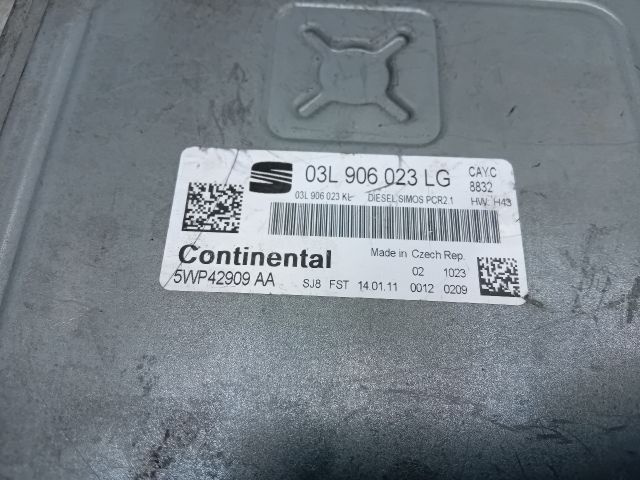 03L 906 023 LG CAYC
8832
03L 906 023 KL DIESEL SIMOS PCR2.1 HW: H43
Continental Made in Czech Rep.
5WP42909 AA 02 1023
SJ8 FST 14.01.11 0012 0209